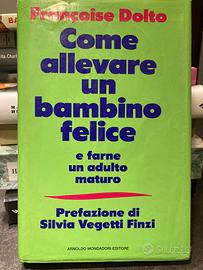 Françoise Dolto
Come
allevare
un
bambino
felice
e farne
un adulto
maturo
Prefazione di
Silvia Vegetti Finzi
ARNOLDO MONDADORI EDITORE